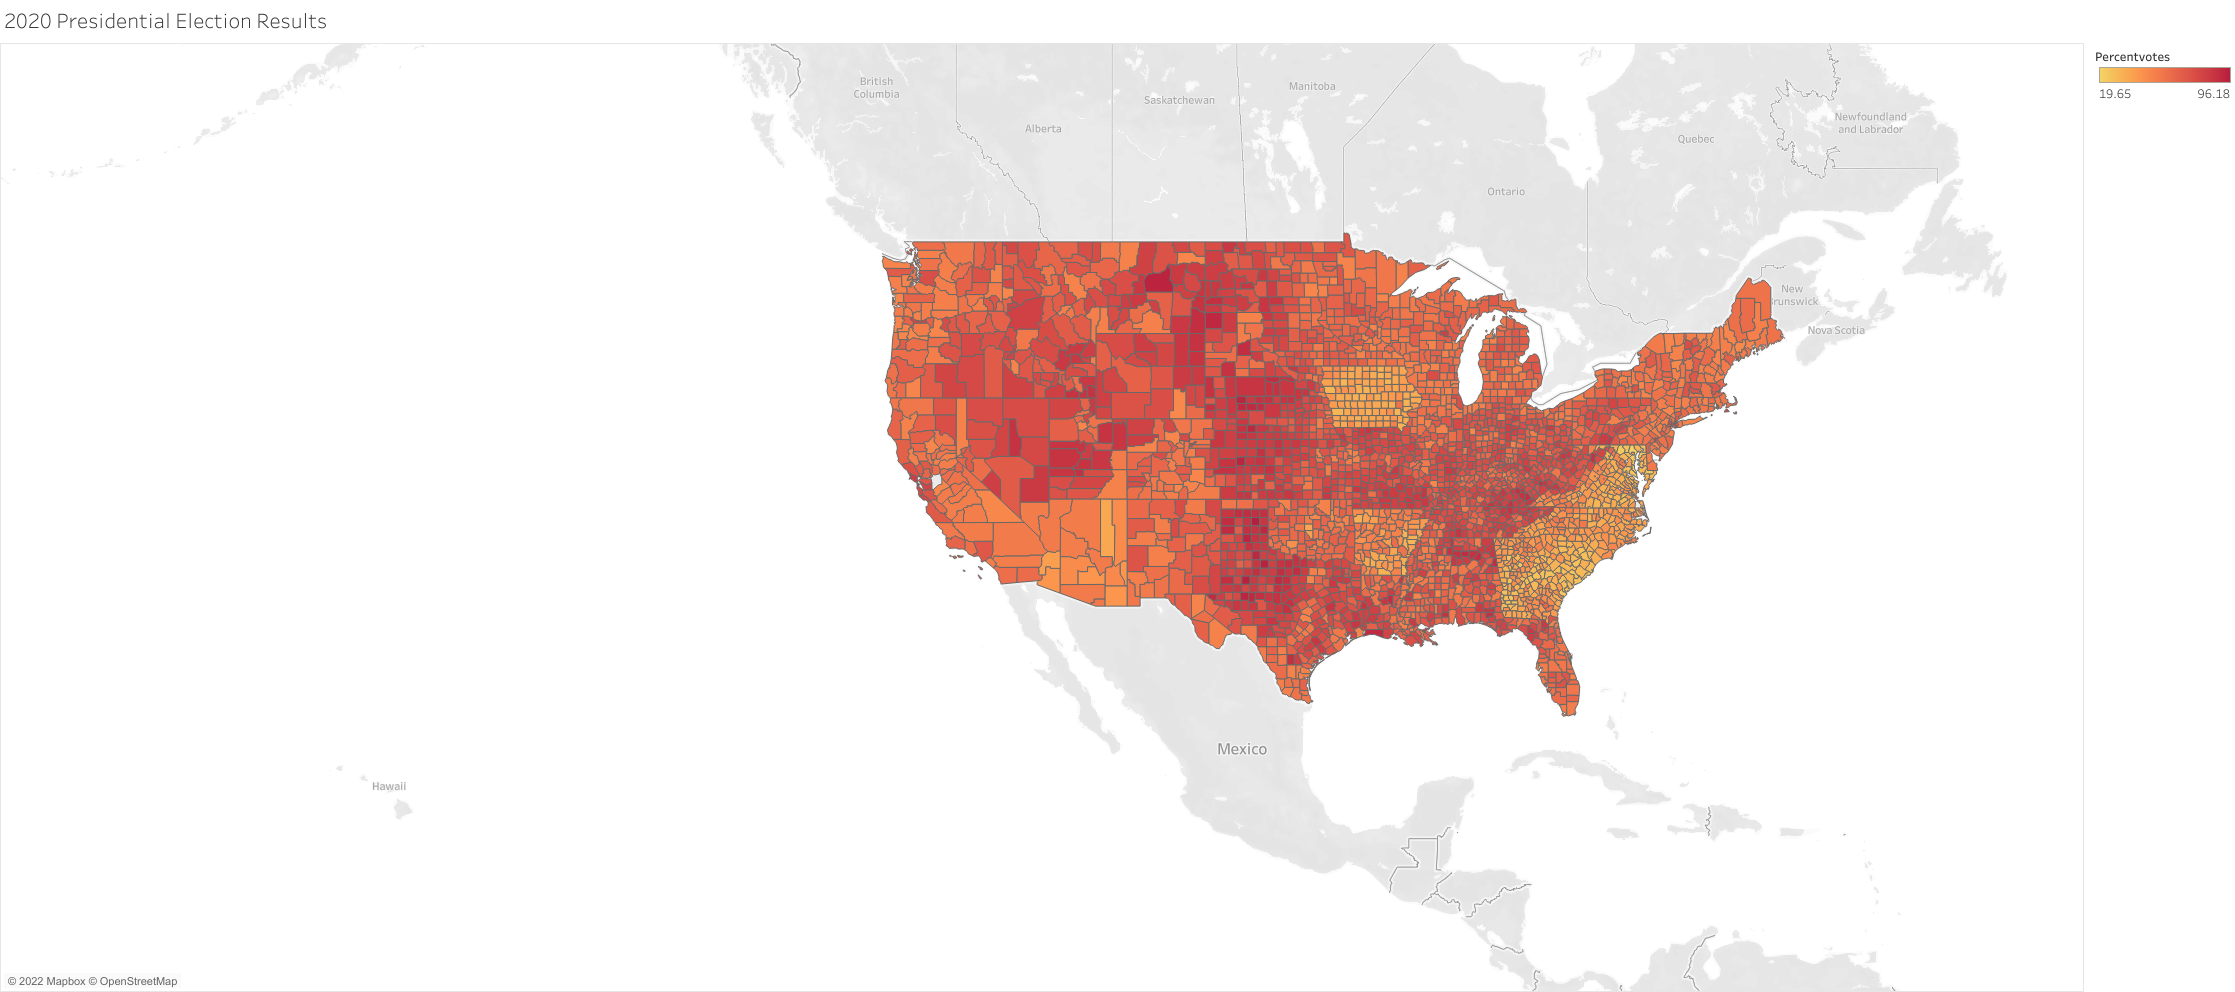 2020 Presidential Election Results
Percentvotes
19.65 96.18
British
Columbia
Alberta
Saskatchewan
Manitoba
Ontario
Quebec
Newfoundland
and Labrador
New
Brunswick
Nova Scotia
Mexico
Hawaii
© 2022 Mapbox © OpenStreetMap